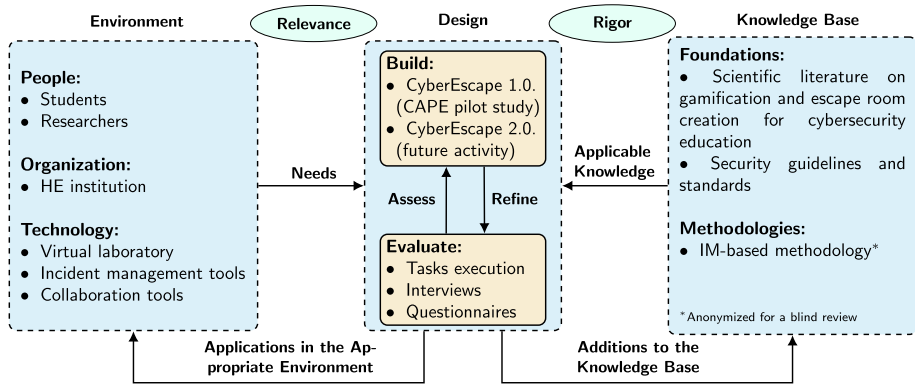 Environment
Relevance
Design
Rigor
Knowledge Base
People:
• Students
• Researchers
Organization:
• HE institution
Technology:
• Virtual laboratory
• Incident management tools
• Collaboration tools
Needs
Build:
• CyberEscape 1.0.
(CAPE pilot study)
• CyberEscape 2.0.
(future activity)
Assess
Refine
Evaluate:
• Tasks execution
• Interviews
• Questionnaires
Applicable
Knowledge
Foundations:
• Scientific literature on
gamification and escape room
creation for cybersecurity
education
• Security guidelines and
standards
Methodologies:
• IM-based methodology*
*Anonymized for a blind review
Applications in the Ap-
propriate Environment
Additions to the
Knowledge Base